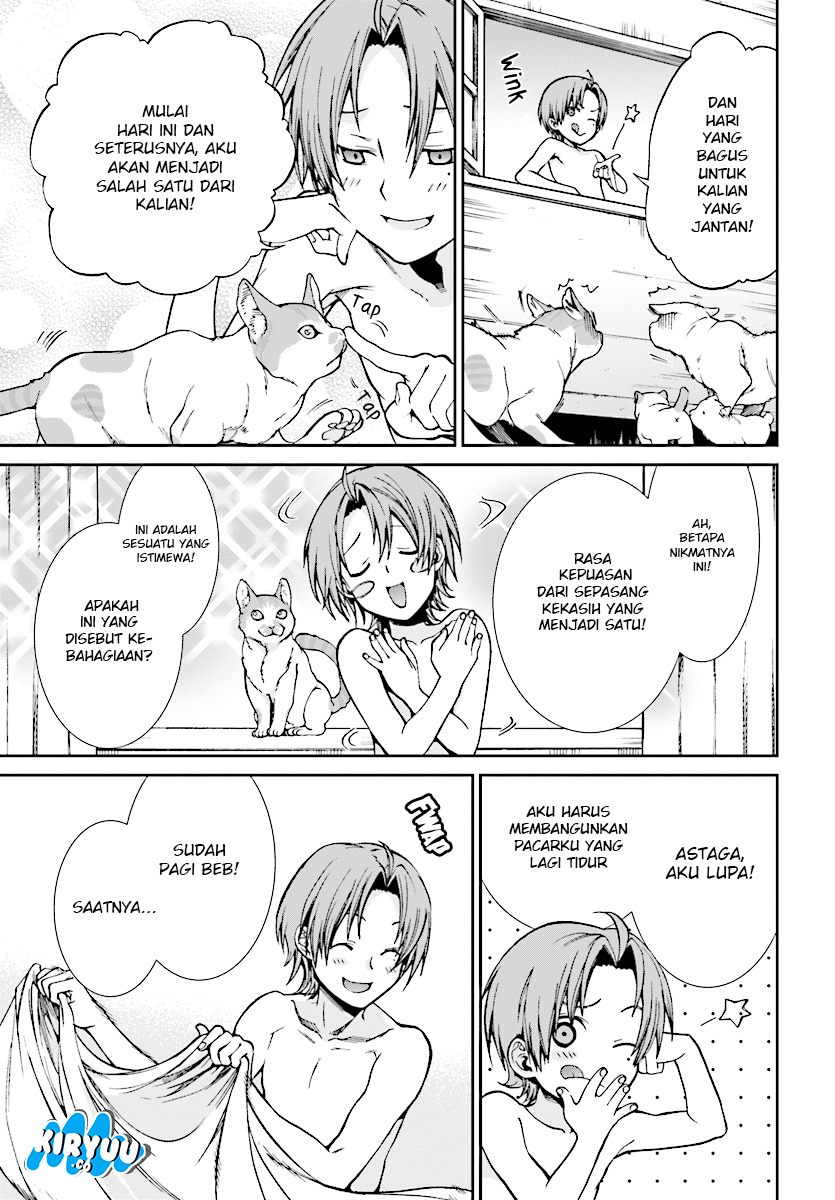 Wink
DAN
HARI
YANG
BAGUS
UNTUK
KALIAN
YANG
JANTAN!
MULAI
HARI INI DAN
SETERUSNYA, AKU
AKAN MENJADI
SALAH SATU DARI
KALIAN!
Tap
Tap
AH,
BETAPA
NIKMATNYA
INI!
RASA
KEPUASAN
DARI SEPASANG
KEKASIH YANG
MENJADI SATU!
INI ADALAH
SESUATU YANG
ISTIMEWA!
APAKAH
INI YANG
DISEBUT KE-
BAHAGIAAN?
ASTAGA,
AKU LUPA!
AKU HARUS
MEMBANGUNKAN
PACARKU YANG
LAGI TIDUR
FWAP
SUDAH
PAGI BEB!
SAATNYA...
KIRYUU
.CO